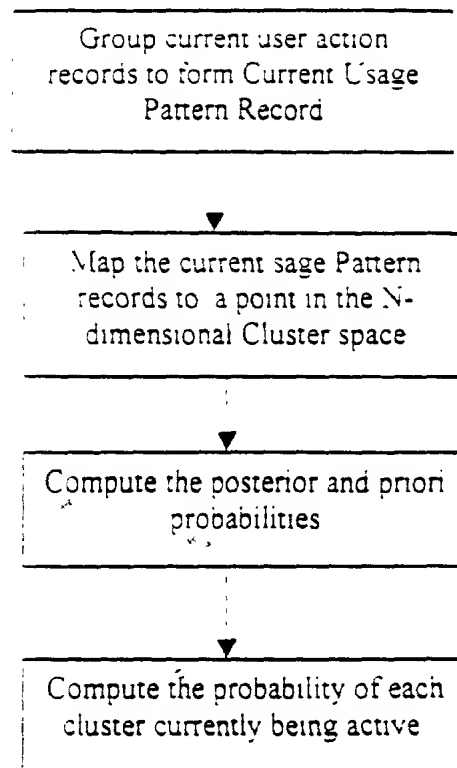 Group current user action
records to form Current Usage
Pattern Record
Map the current sage Pattern
records to a point in the N-
dimensional Cluster space
Compute the posterior and priori
probabilities
Compute the probability of each
cluster currently being active